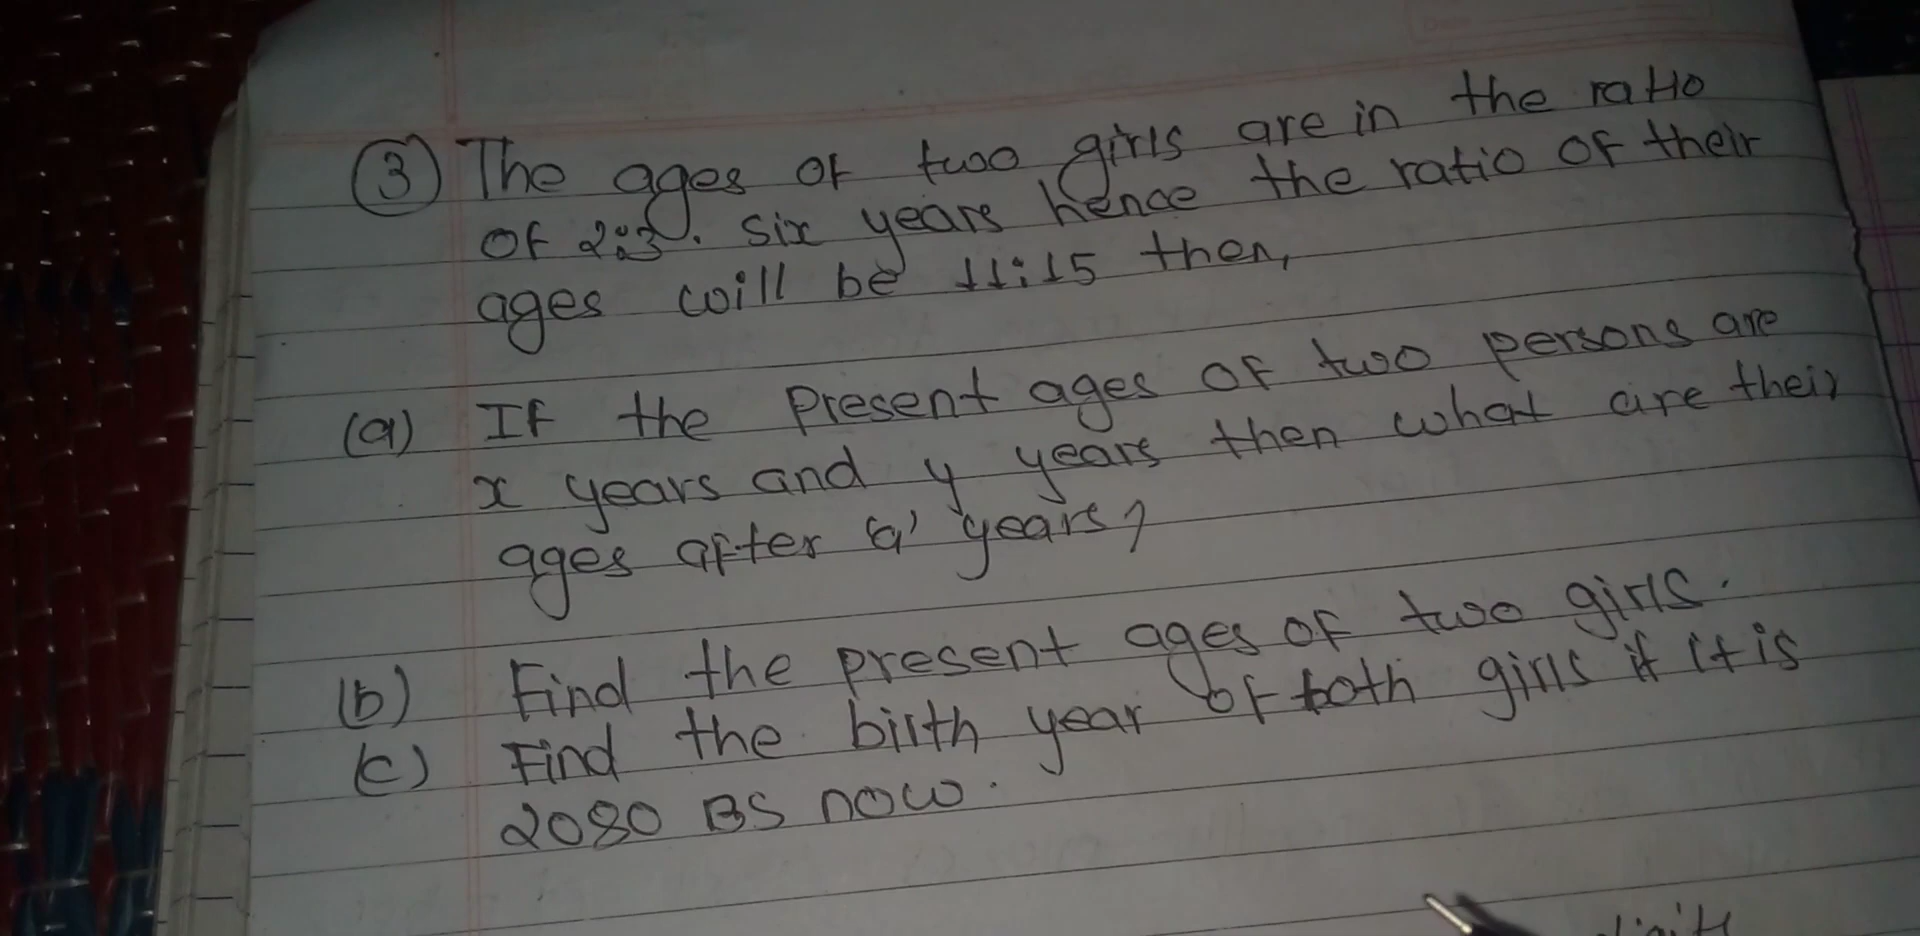 ③ The ages of two girls are in the ratio
of 2:3. six years hence the ratio of their
ages will be 11:15 then,
(a) If the Present ages of two persons are
x years and y years then what are their
ages after 'a' years?
(b) Find the present ages of two girls.
(c) Find the birth year of both girls if it is
2080 BS now.